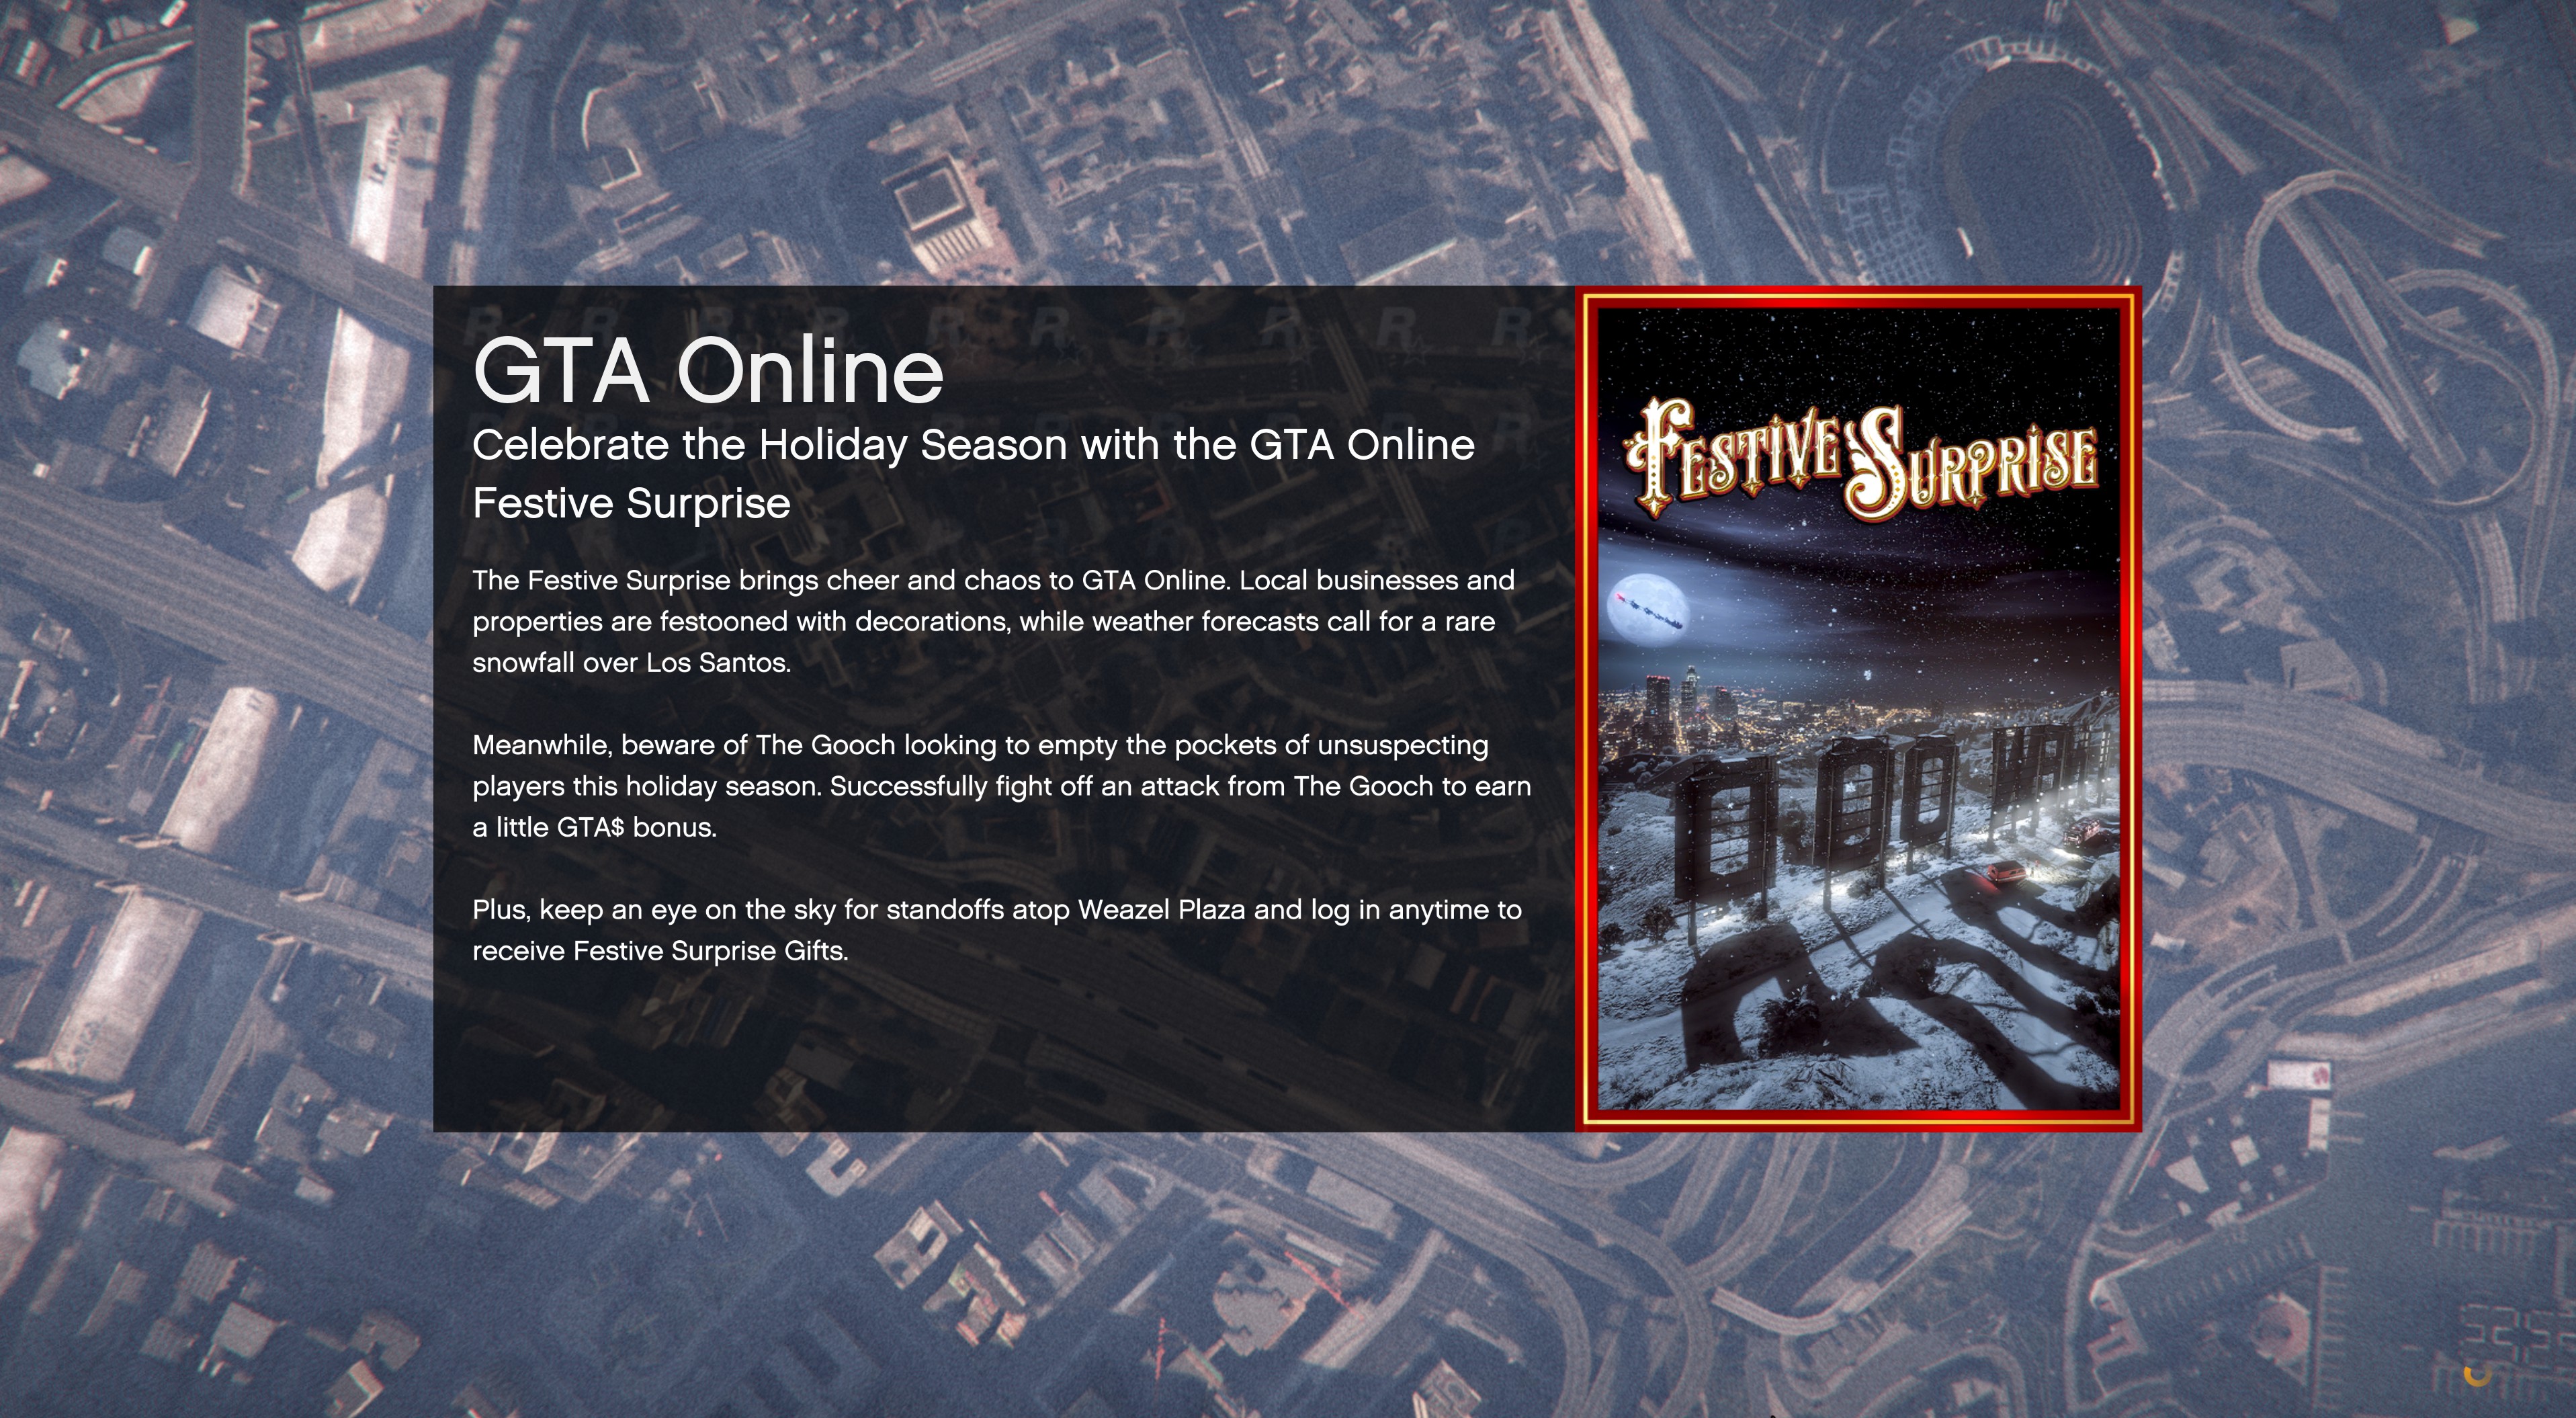 GTA Online
Celebrate the Holiday Season with the GTA Online
Festive Surprise
The Festive Surprise brings cheer and chaos to GTA Online. Local businesses and
properties are festooned with decorations, while weather forecasts call for a rare
snowfall over Los Santos.
Meanwhile, beware of The Gooch looking to empty the pockets of unsuspecting
players this holiday season. Successfully fight off an attack from The Gooch to earn
a little GTA$ bonus.
Plus, keep an eye on the sky for standoffs atop Weazel Plaza and log in anytime to
receive Festive Surprise Gifts.
FESTIVE SURPRISE